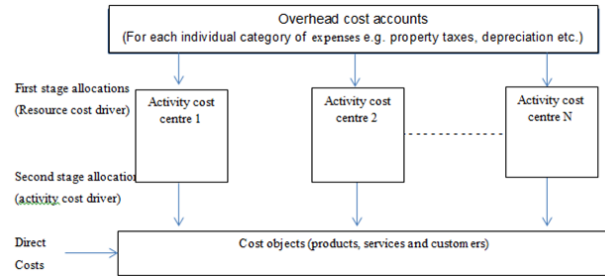 Overhead cost accounts
(For each individual category of expenses e.g. property taxes, depreciation etc.)
First stage allocations
(Resource cost driver)
Activity cost
centre 1
Activity cost
centre 2
Activity cost
centre N
Second stage allocation
(activity cost driver)
Direct
Costs
Cost objects (products, services and customers)